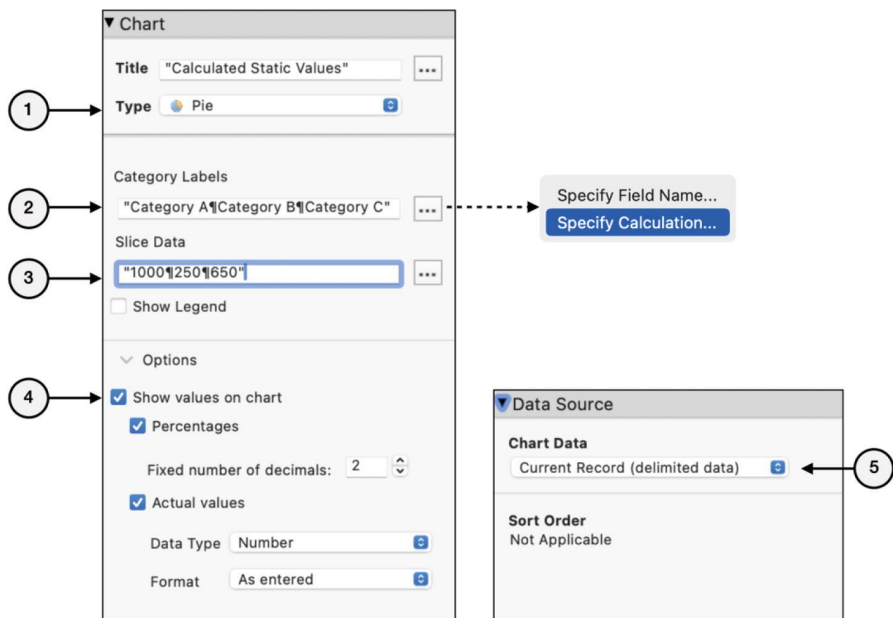 Chart
Title "Calculated Static Values" ...
1 Type Pie
Category Labels
2 "Category A¶Category B¶Category C" ...
Specify Field Name...
Specify Calculation...
Slice Data
3 "1000¶250¶650" ...
Show Legend
Options
4 Show values on chart
Percentages
Fixed number of decimals: 2
Actual values
Data Type Number
Format As entered
Data Source
Chart Data
Current Record (delimited data) 5
Sort Order
Not Applicable